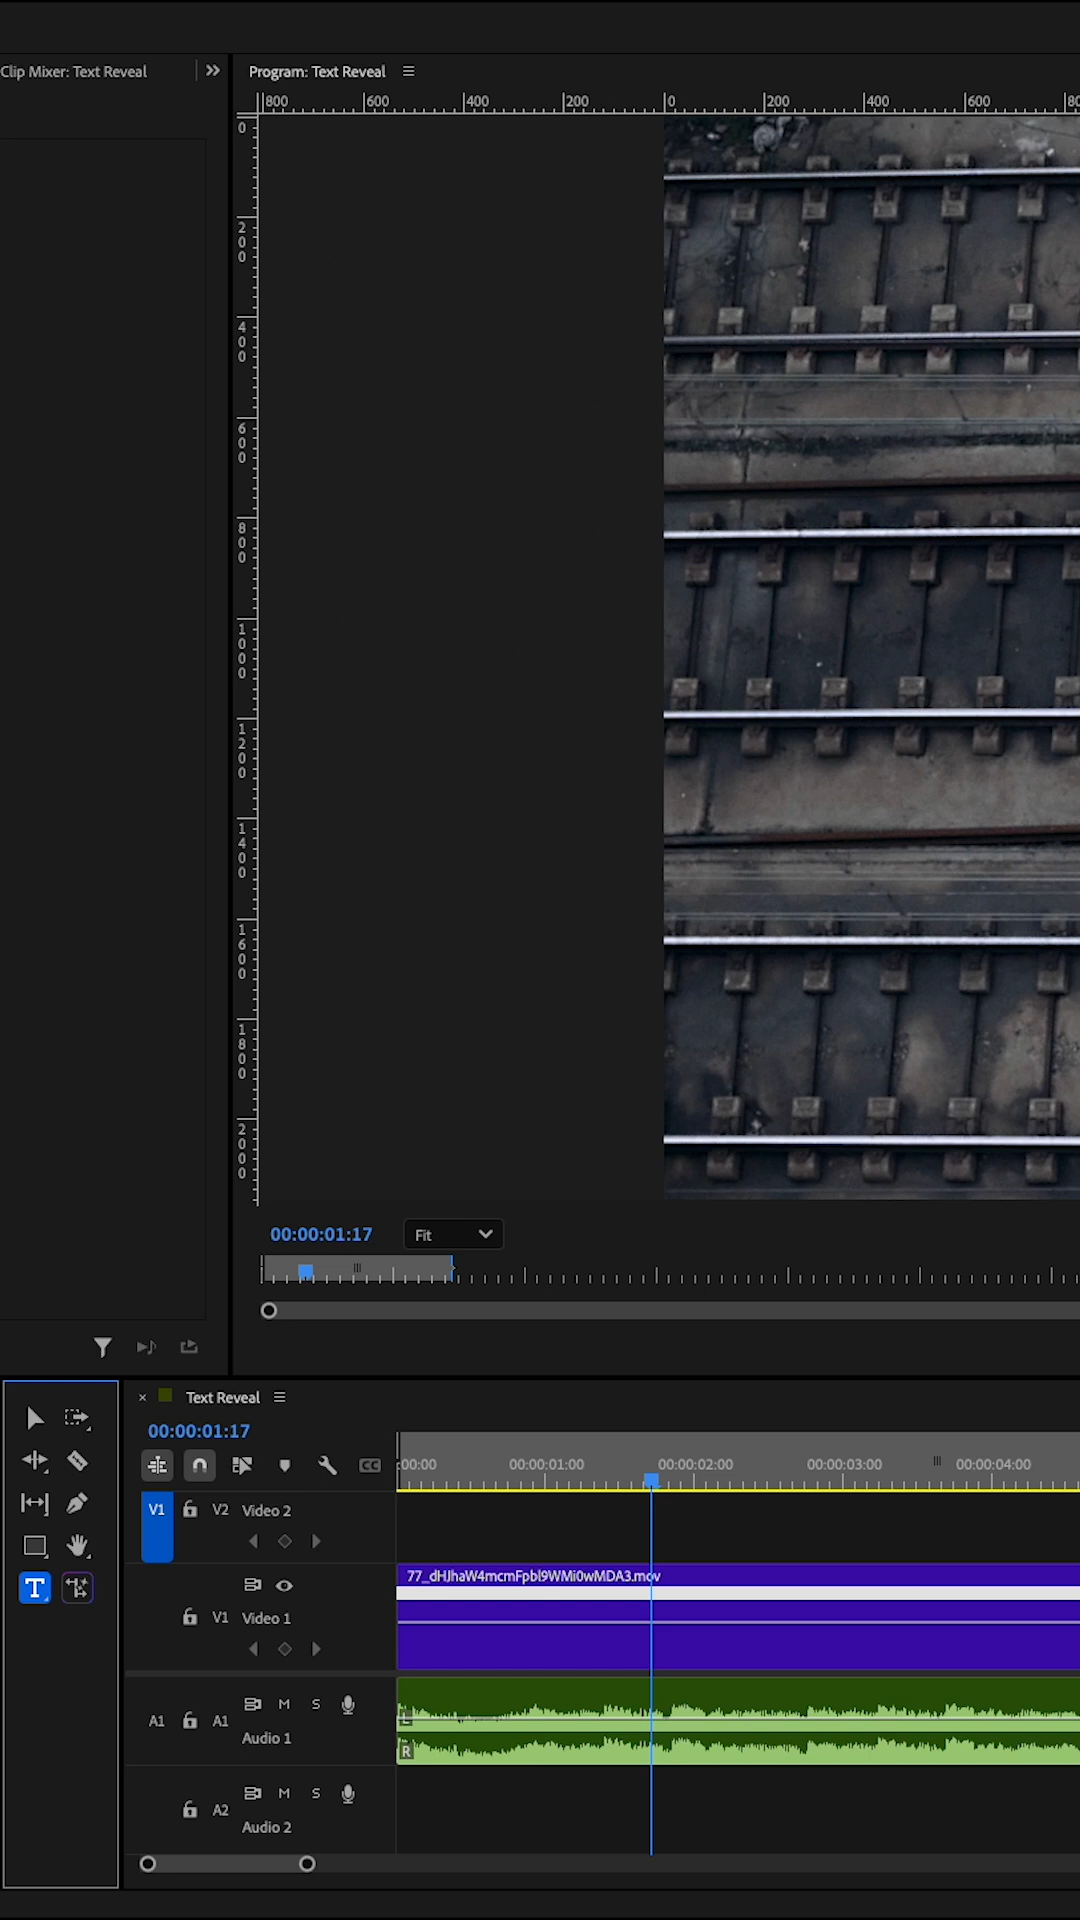 Clip Mixer: Text Reveal
Program: Text Reveal
800 600 400 200 0 200 400 600 80
0
200
400
600
800
1000
1200
1400
1600
1800
2000
00:00:01:17 Fit
Text Reveal
00:00:01:17
CC
:00:00 00:00:01:00 00:00:02:00 00:00:03:00 00:00:04:00
V1 V2 Video 2
T
77_dHJhaW4mcmFpbl9WMi0wMDA3.mov
V1 Video 1
M S
L
A1 A1
Audio 1
R
M S
A2
Audio 2